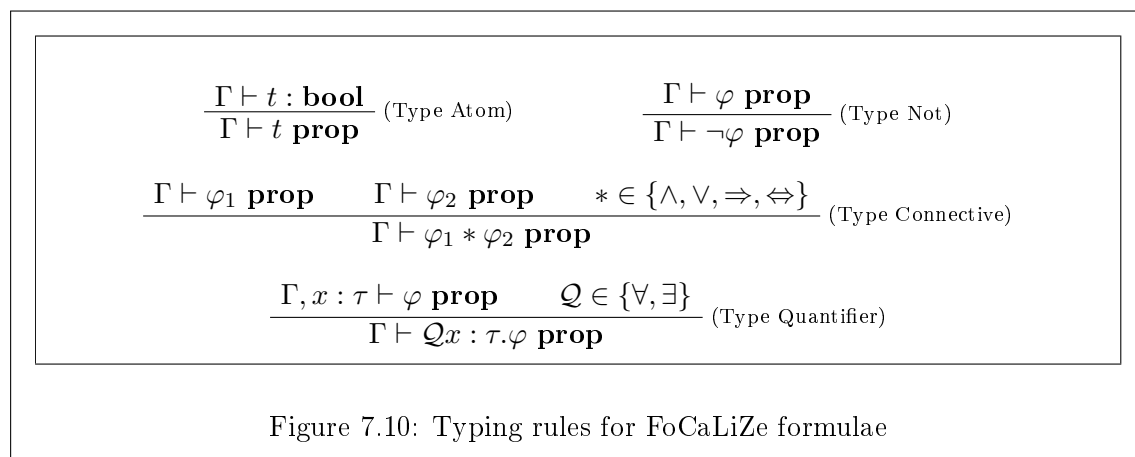 Γ ⊢ t : bool
Γ ⊢ t prop
(Type Atom)
Γ ⊢ φ prop
Γ ⊢ ¬φ prop
(Type Not)
Γ ⊢ φ₁ prop Γ ⊢ φ₂ prop ∗ ∈ {∧, ∨, ⇒, ⇔}
Γ ⊢ φ₁ ∗ φ₂ prop
(Type Connective)
Γ, x : τ ⊢ φ prop 𝒬 ∈ {∀, ∃}
Γ ⊢ 𝒬x : τ.φ prop
(Type Quantifier)
Figure 7.10: Typing rules for FoCaLiZe formulae